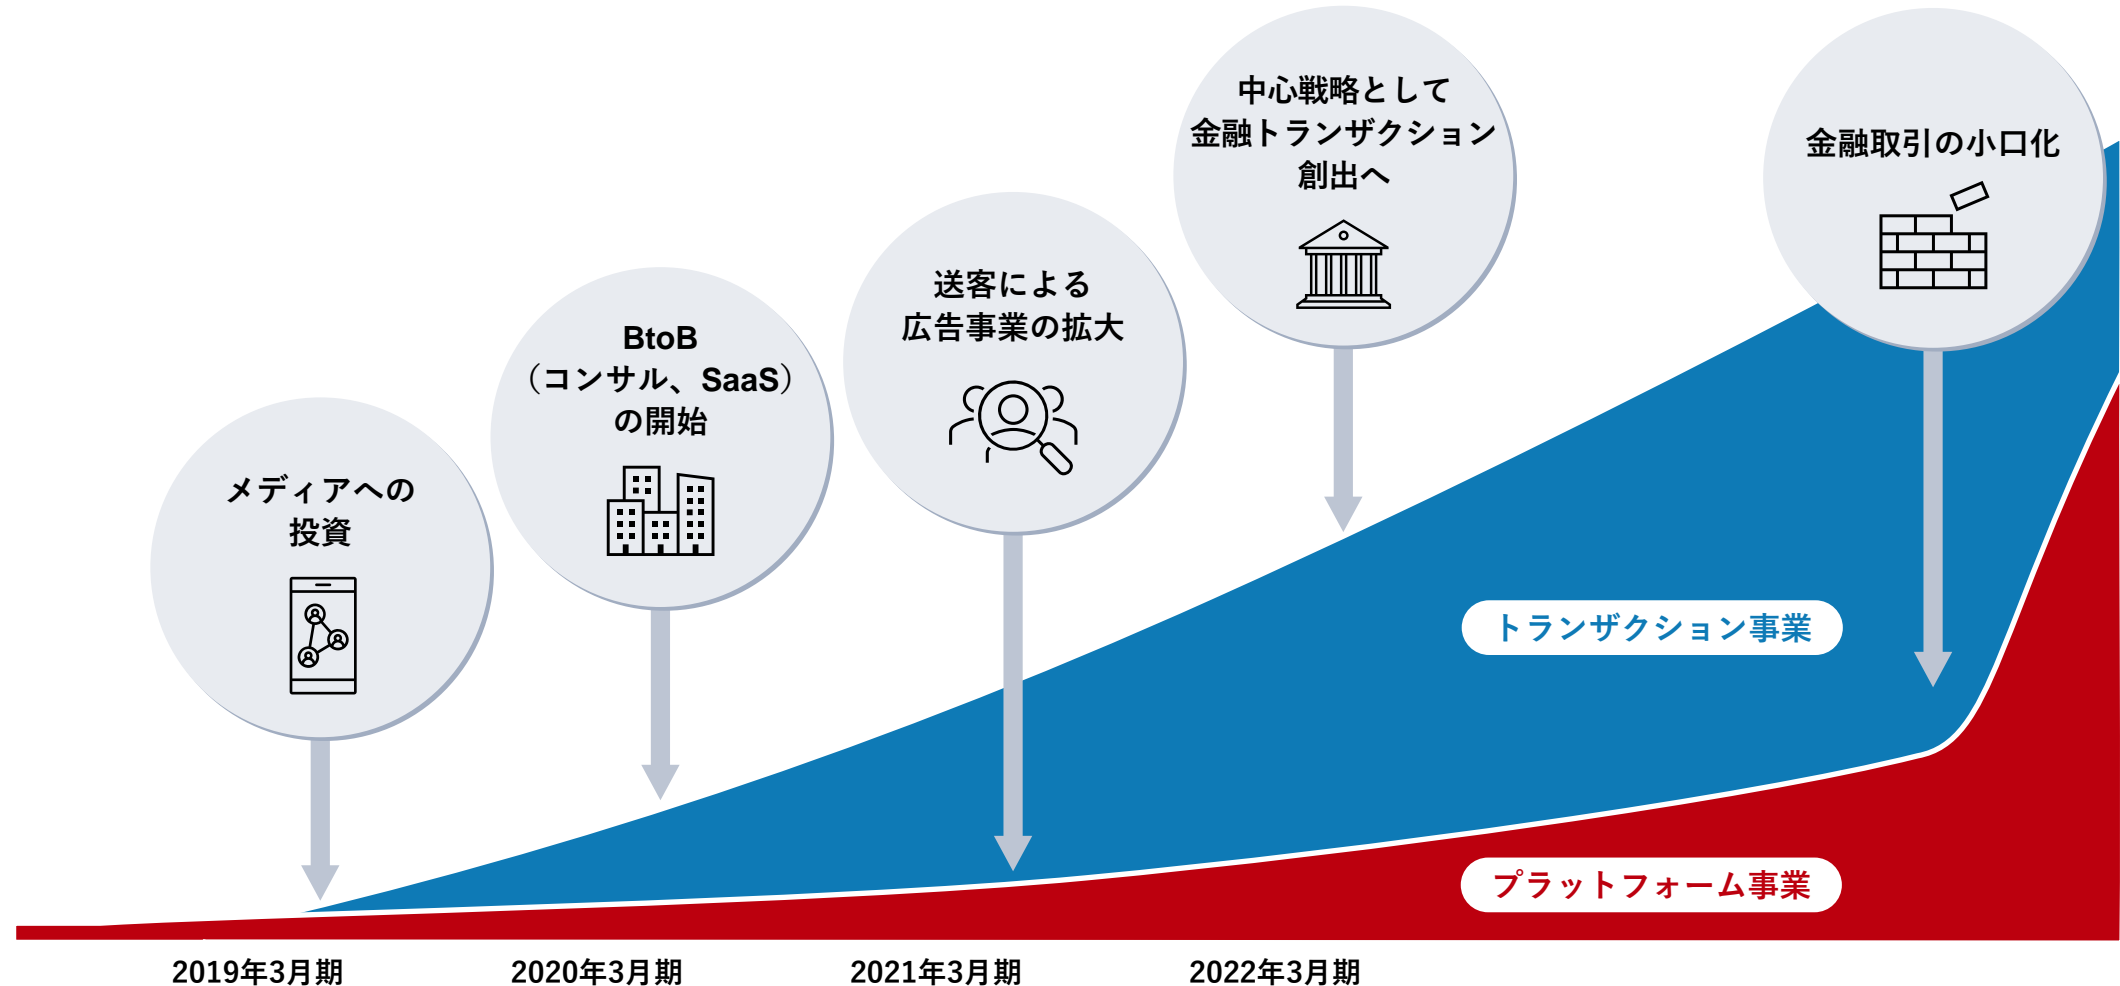 メディアへの
投資
BtoB
（コンサル、SaaS）
の開始
送客による
広告事業の拡大
中心戦略として
金融トランザクション
創出へ
金融取引の小口化
トランザクション事業
プラットフォーム事業
2019年3月期
2020年3月期
2021年3月期
2022年3月期